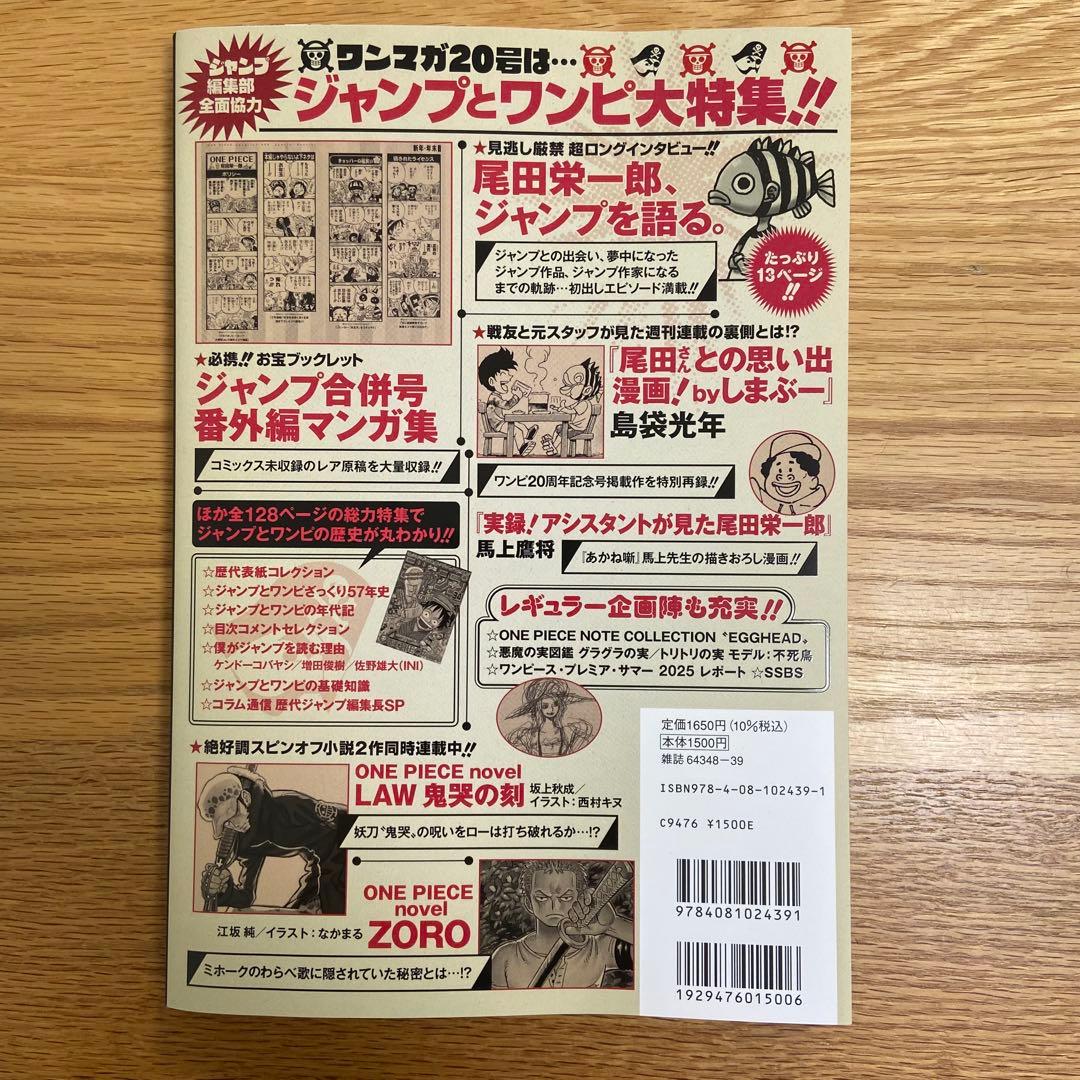 ジャンプ
編集部
全面協力
ワンマガ20号は…
ジャンプとワンピ大特集!!
ONE PIECE
尾田栄一郎
ポリシー
★見逃し厳禁 超ロングインタビュー!!
尾田栄一郎、
ジャンプを語る。
ジャンプとの出会い、夢中になった
ジャンプ作品、ジャンプ作家になる
までの軌跡…初出しエピソード満載!!
たっぷり
13ページ
!!
★必携!! お宝ブックレット
ジャンプ合併号
番外編マンガ集
コミックス未収録のレア原稿を大量収録!!
★戦友と元スタッフが見た週刊連載の裏側とは!?
『尾田さんとの思い出
漫画!byしまぶー』
島袋光年
ワンピ20周年記念号掲載作を特別再録!!
『実録!アシスタントが見た尾田栄一郎』
馬上鷹将
『あかね噺』馬上先生の描きおろし漫画!!
ほか全128ページの総力特集で
ジャンプとワンピの歴史が丸わかり!!
☆歴代表紙コレクション
☆ジャンプとワンピざっくり57年史
☆ジャンプとワンピの年代記
☆目次コメントセレクション
☆僕がジャンプを読む理由
ケンドーコバヤシ/増田俊樹/佐野雄大(INI)
☆ジャンプとワンピの基礎知識
☆コラム通信 歴代ジャンプ編集長SP
レギュラー企画陣も充実!!
☆ONE PIECE NOTE COLLECTION〝EGGHEAD〟
☆悪魔の実図鑑 グラグラの実/トリトリの実 モデル:不死鳥
☆ワンピース・プレミア・サマー 2025 レポート ☆SSBS
★絶好調スピンオフ小説2作同時連載中!!
ONE PIECE novel
LAW 鬼哭の刻
坂上秋成/
イラスト:西村キヌ
妖刀〝鬼哭〟の呪いをローは打ち破れるか…!?
ONE PIECE
novel
ZORO
江坂 純/イラスト:なかまる
ミホークのわらべ歌に隠されていた秘密とは…!?
定価1650円(10%税込)
本体1500円
雑誌 64348-39
ISBN978-4-08-102439-1
C9476 ¥1500E
9784081024391
1929476015006